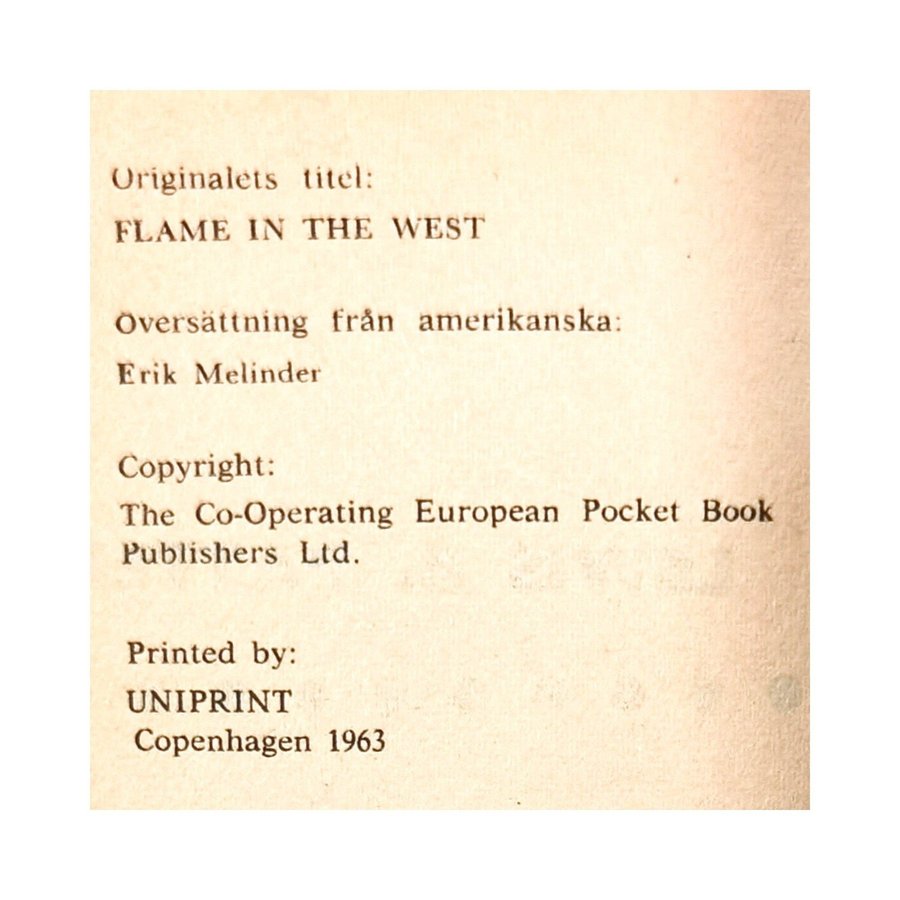 Originalets titel:
FLAME IN THE WEST
Översättning från amerikanska:
Erik Melinder
Copyright:
The Co-Operating European Pocket Book
Publishers Ltd.
Printed by:
UNIPRINT
Copenhagen 1963